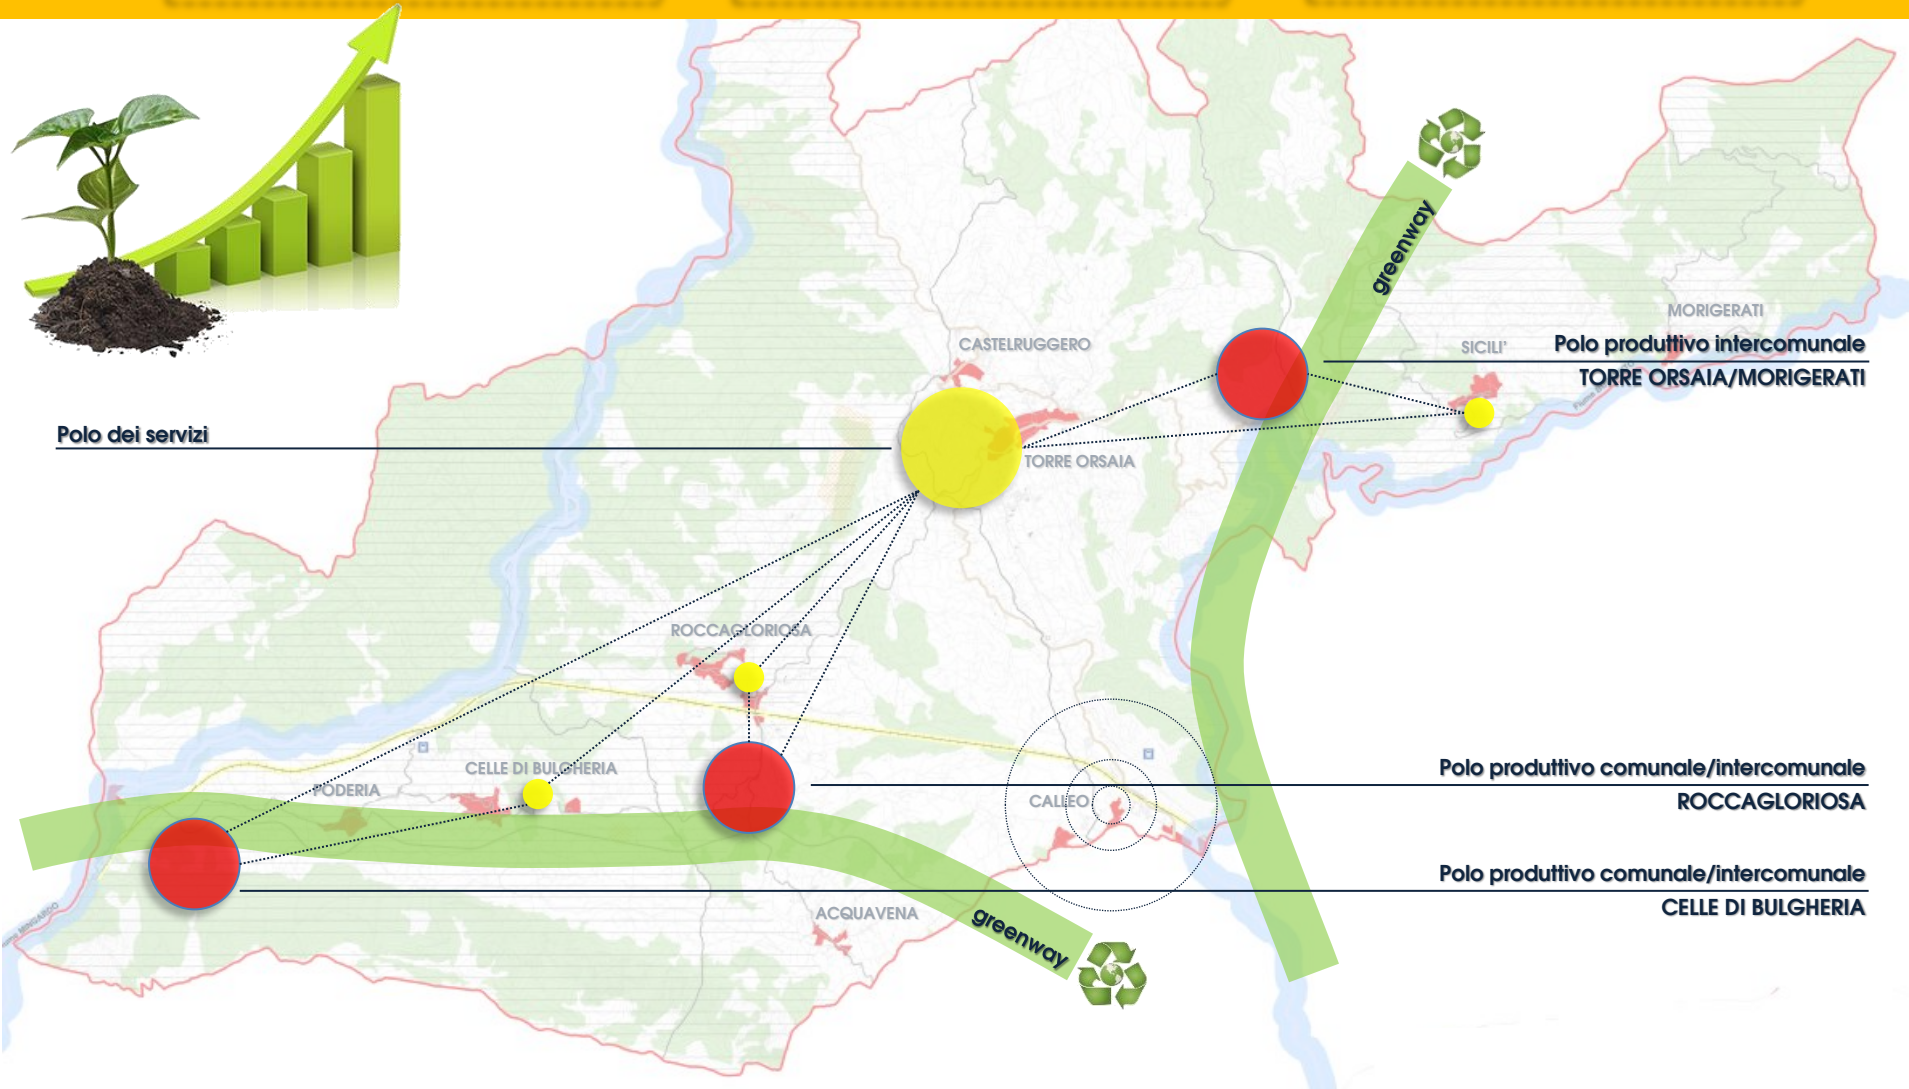 greenway
MORIGERATI
CASTELRUGGERO
SICILI'
Polo produttivo intercomunale
TORRE ORSAIA/MORIGERATI
Polo dei servizi
TORRE ORSAIA
ROCCAGLORIOSA
CELLE DI BULGHERIA
Polo produttivo comunale/intercomunale
PODERIA
CALLEO
ROCCAGLORIOSA
Polo produttivo comunale/intercomunale
CELLE DI BULGHERIA
ACQUAVENA
greenway
MINGARDO